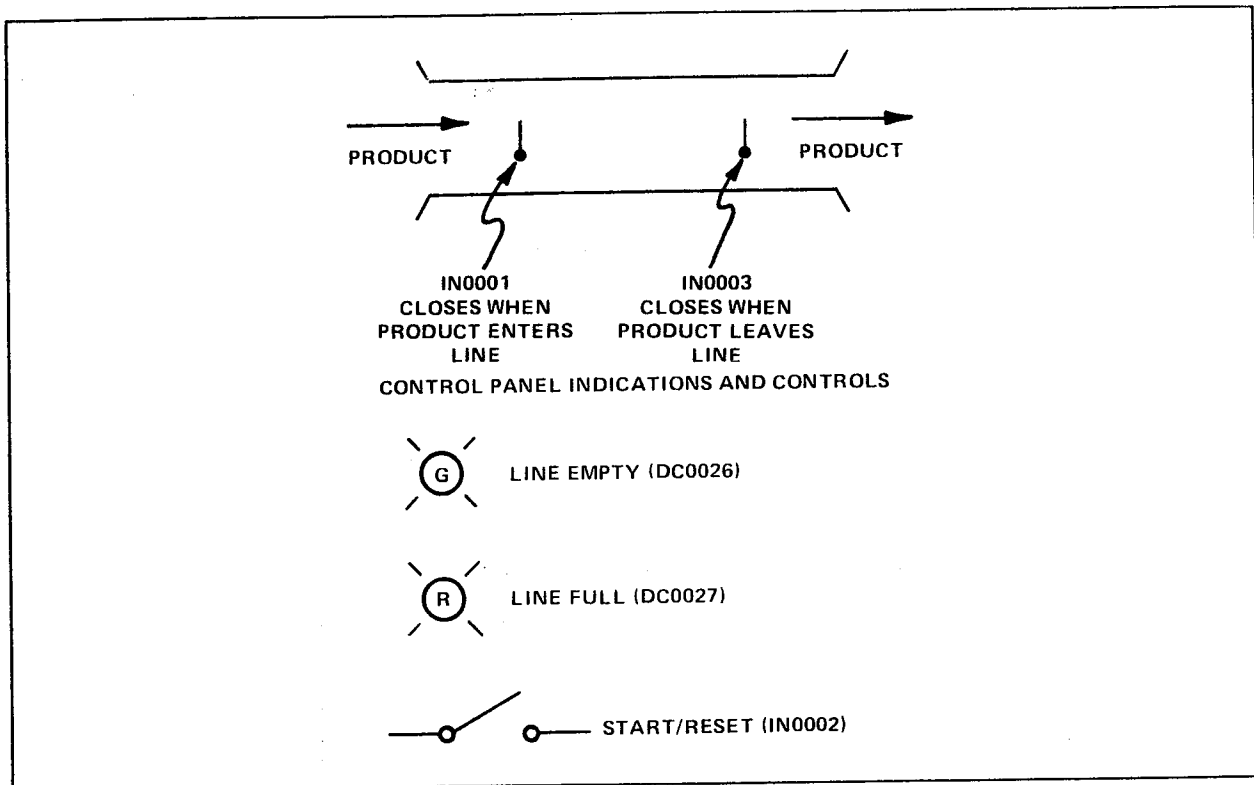 PRODUCT
PRODUCT
IN0001
CLOSES WHEN
PRODUCT ENTERS
LINE
IN0003
CLOSES WHEN
PRODUCT LEAVES
LINE
CONTROL PANEL INDICATIONS AND CONTROLS
G LINE EMPTY (DC0026)
R LINE FULL (DC0027)
START/RESET (IN0002)